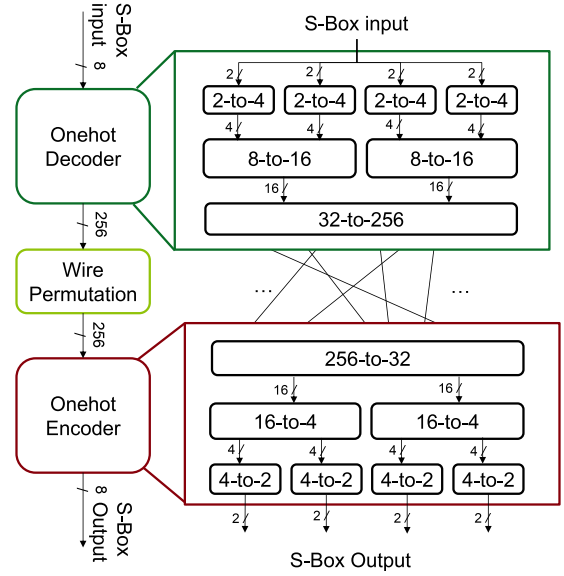 S-Box
input
8
Onehot
Decoder
256
Wire
Permutation
256
Onehot
Encoder
8
S-Box
Output
S-Box input
2 2 2 2
2-to-4 2-to-4 2-to-4 2-to-4
4 4 4 4
8-to-16 8-to-16
16 16
32-to-256
... ...
256-to-32
16 16
16-to-4 16-to-4
4 4 4 4
4-to-2 4-to-2 4-to-2 4-to-2
2 2 2 2
S-Box Output